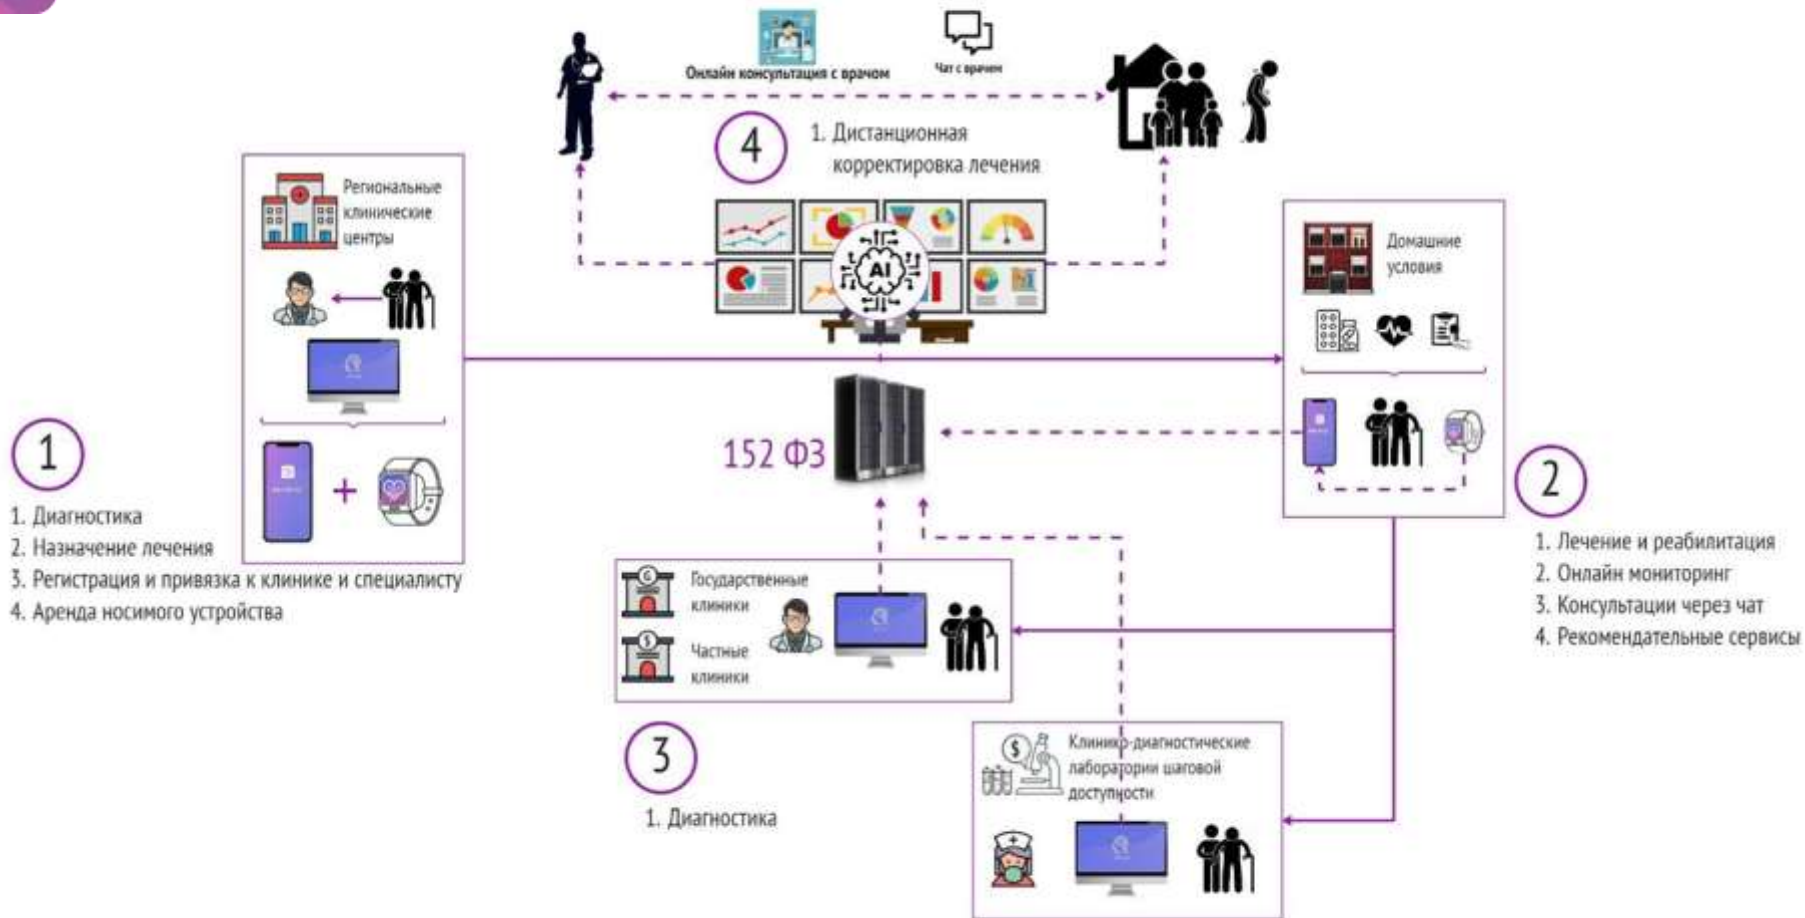 Онлайн консультация с врачом
Чат с врачем
4
1. Дистанционная
корректировка лечения
Региональные
клинические
центры
AI
Домашние
условия
152 ФЗ
1
1. Диагностика
2. Назначение лечения
3. Регистрация и привязка к клинике и специалисту
4. Аренда носимого устройства
+
2
1. Лечение и реабилитация
2. Онлайн мониторинг
3. Консультации через чат
4. Рекомендательные сервисы
G
Государственные
клиники
$
Частные
клиники
3
1. Диагностика
$
Клинико-диагностические
лаборатории шаговой
доступности